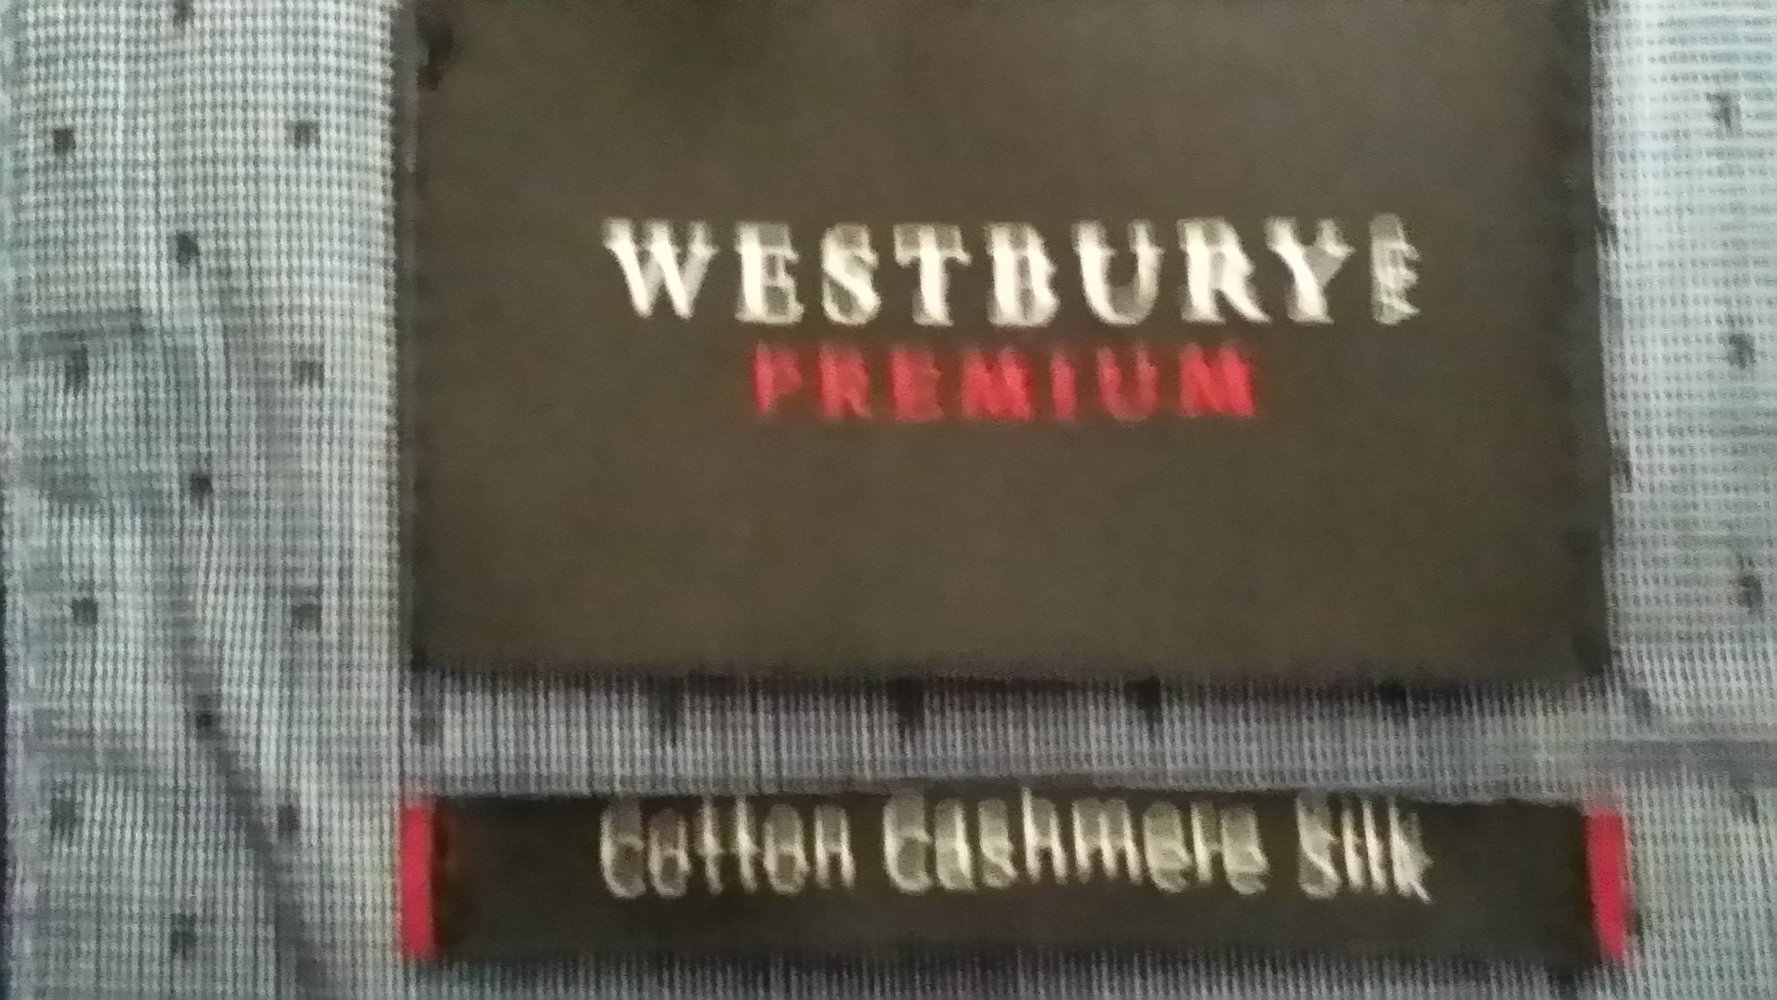 WESTBURY
PREMIUM
Cotton Cashmere Silk